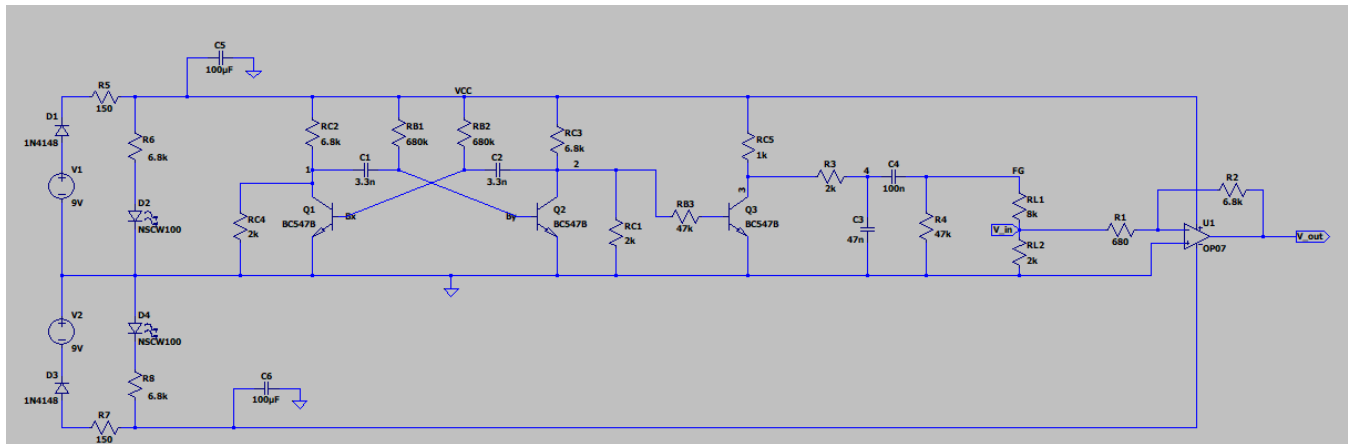 C5
100µF
R5
150
VCC
D1
1N4148
R6
6.8k
RC2
6.8k
RB1
680k
RB2
680k
RC3
6.8k
RC5
1k
V1
9V
C1
3.3n
C2
3.3n
1
2
R3
2k
4
C4
100n
FG
R2
6.8k
D2
NSCW100
RC4
2k
Q1
BC547B
Bx
By
Q2
BC547B
RC1
2k
RB3
47k
3
Q3
BC547B
C3
47n
R4
47k
RL1
8k
V_in
RL2
2k
R1
680
U1
OP07
V_out
V2
9V
D4
NSCW100
D3
1N4148
R8
6.8k
C6
100µF
R7
150